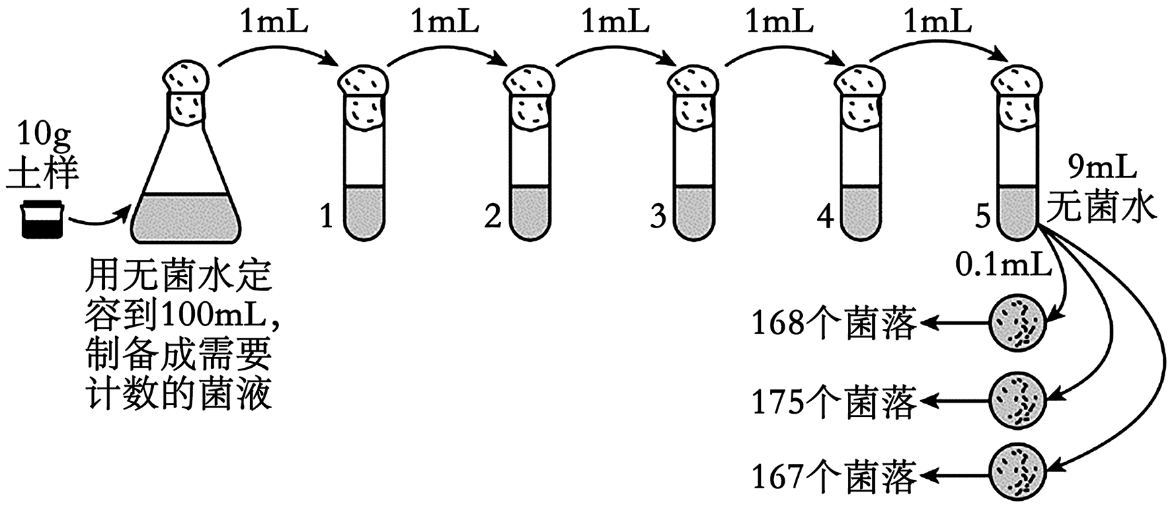 1mL
1mL
1mL
1mL
1mL
10g
土样
1
2
3
4
5
9mL
无菌水
用无菌水定
容到100mL，
制备成需要
计数的菌液
0.1mL
168个菌落
175个菌落
167个菌落